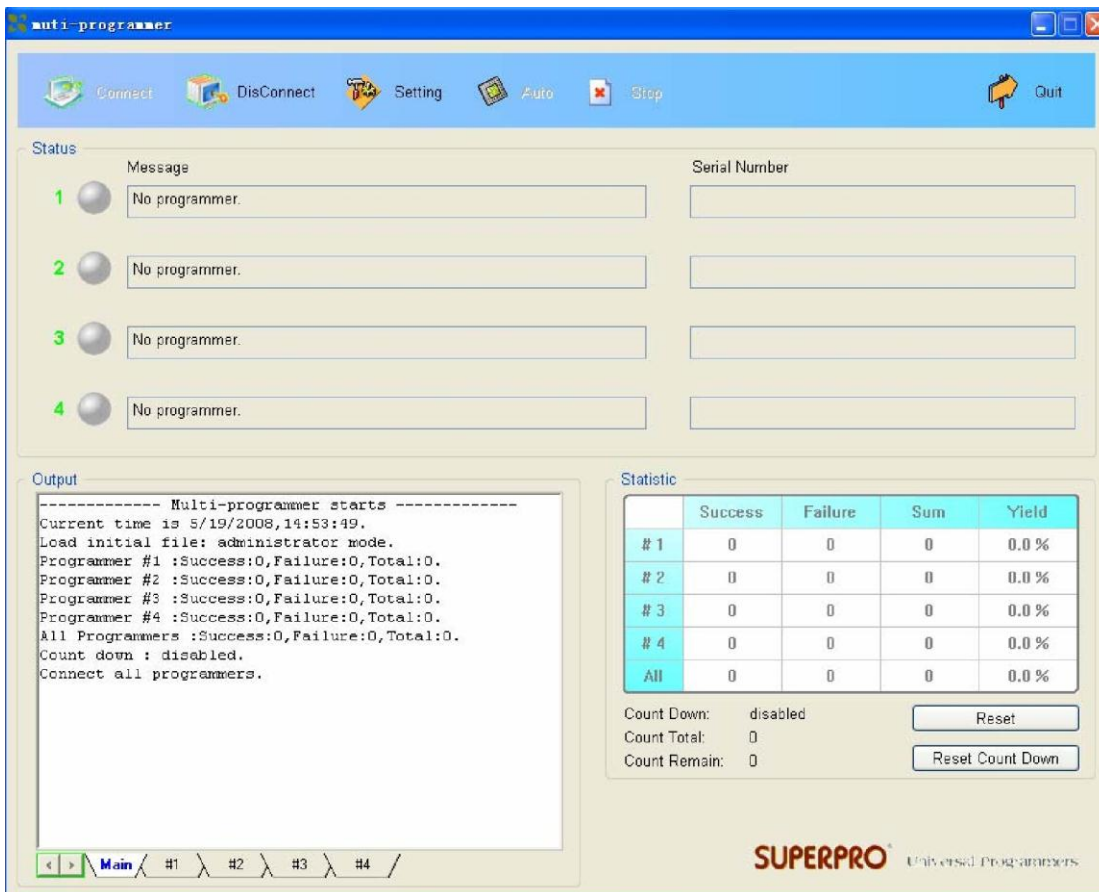 muti-programmer
Connect DisConnect Setting Auto Stop Quit
Status
Message Serial Number
1 No programmer.
2 No programmer.
3 No programmer.
4 No programmer.
Output
------------- Multi-programmer starts -------------
Current time is 5/19/2008,14:53:49.
Load initial file: administrator mode.
Programmer #1 :Success:0,Failure:0,Total:0.
Programmer #2 :Success:0,Failure:0,Total:0.
Programmer #3 :Success:0,Failure:0,Total:0.
Programmer #4 :Success:0,Failure:0,Total:0.
All Programmers :Success:0,Failure:0,Total:0.
Count down : disabled.
Connect all programmers.
Main #1 #2 #3 #4
Statistic
Success Failure Sum Yield
# 1 0 0 0 0.0 %
# 2 0 0 0 0.0 %
# 3 0 0 0 0.0 %
# 4 0 0 0 0.0 %
All 0 0 0 0.0 %
Count Down: disabled
Count Total: 0
Count Remain: 0
Reset
Reset Count Down
SUPERPRO® Universal Programmers